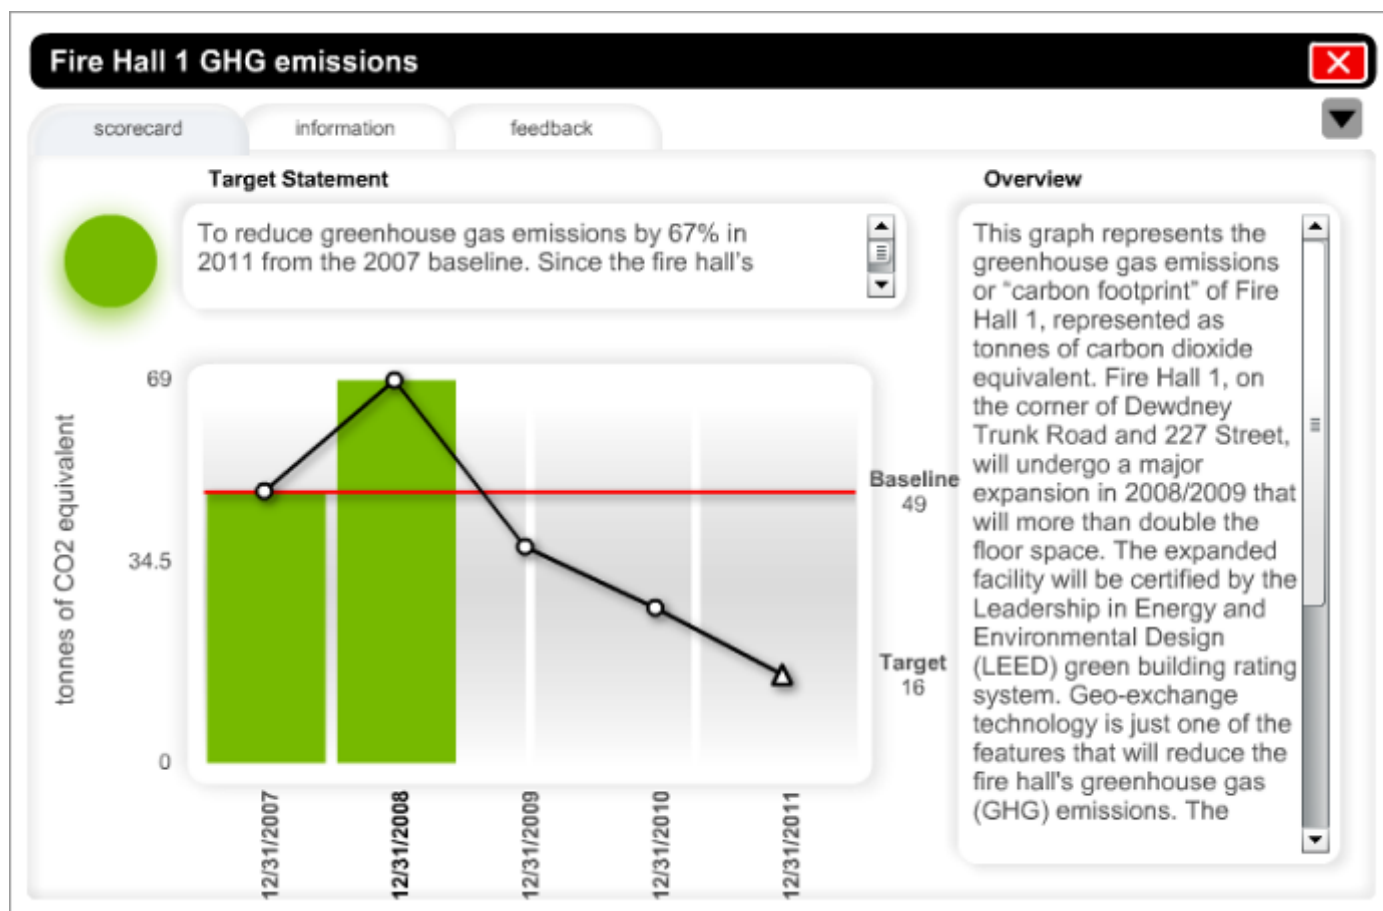 Fire Hall 1 GHG emissions
scorecard
information
feedback
Target Statement
To reduce greenhouse gas emissions by 67% in
2011 from the 2007 baseline. Since the fire hall's
Overview
This graph represents the
greenhouse gas emissions
or “carbon footprint” of Fire
Hall 1, represented as
tonnes of carbon dioxide
equivalent. Fire Hall 1, on
the corner of Dewdney
Trunk Road and 227 Street,
will undergo a major
expansion in 2008/2009 that
will more than double the
floor space. The expanded
facility will be certified by the
Leadership in Energy and
Environmental Design
(LEED) green building rating
system. Geo-exchange
technology is just one of the
features that will reduce the
fire hall's greenhouse gas
(GHG) emissions. The
tonnes of CO2 equivalent
69
34.5
0
Baseline
49
Target
16
12/31/2007
12/31/2008
12/31/2009
12/31/2010
12/31/2011